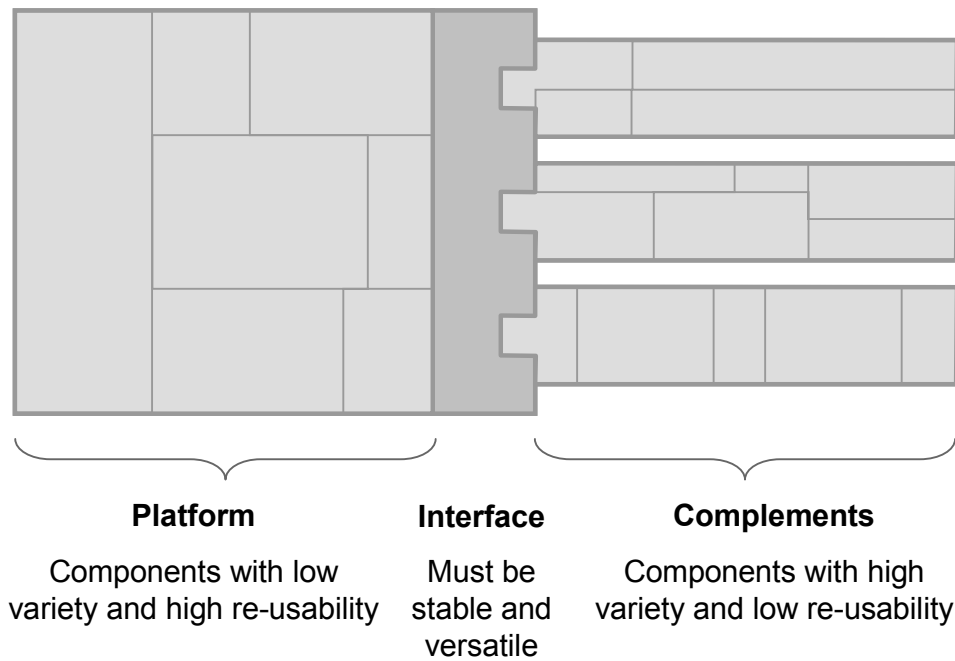 Platform
Components with low
variety and high re-usability
Interface
Must be
stable and
versatile
Complements
Components with high
variety and low re-usability